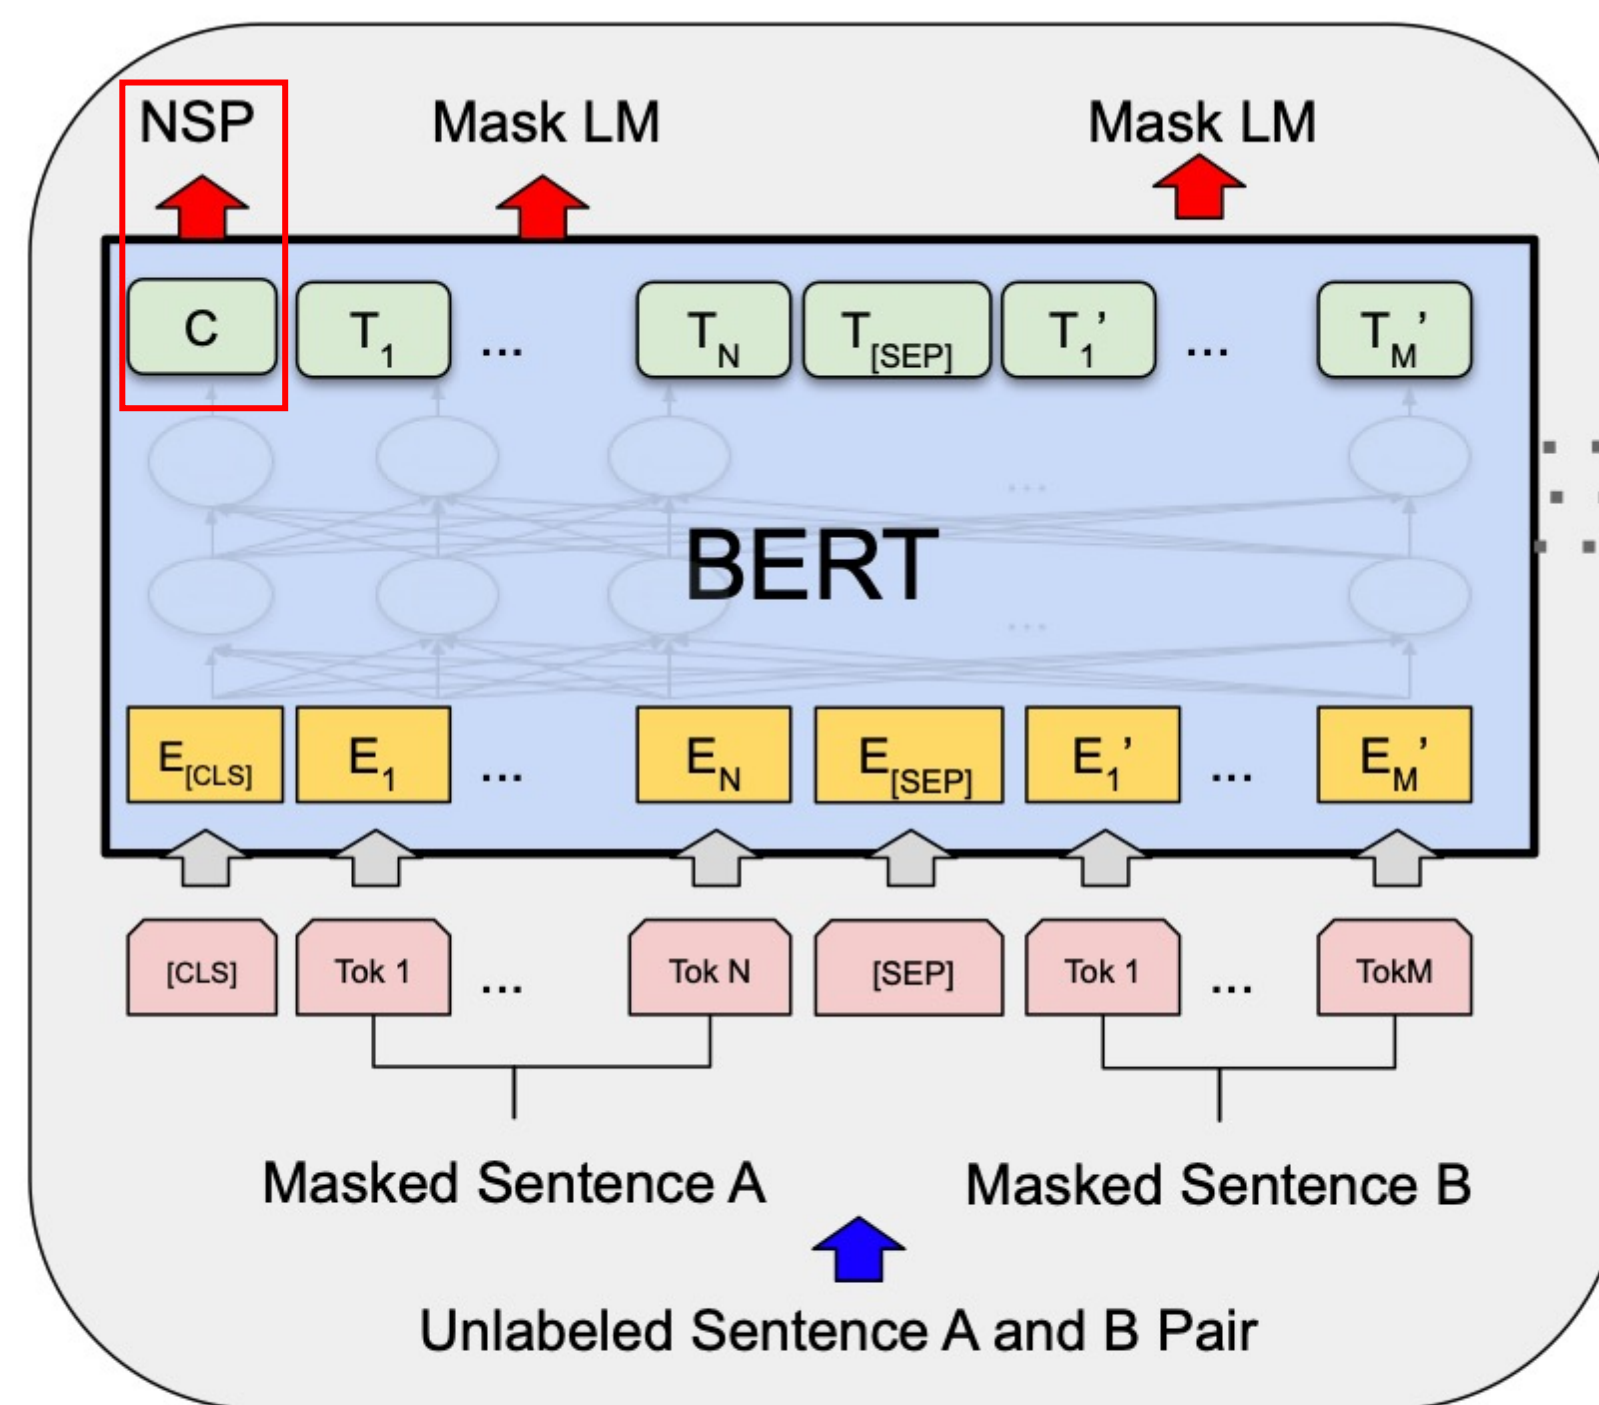 NSP Mask LM Mask LM
C T1 ... TN T[SEP] T1’ ... TM’
...
BERT
...
E[CLS] E1 ... EN E[SEP] E1’ ... EM’
[CLS] Tok 1 ... Tok N [SEP] Tok 1 ... TokM
Masked Sentence A Masked Sentence B
Unlabeled Sentence A and B Pair